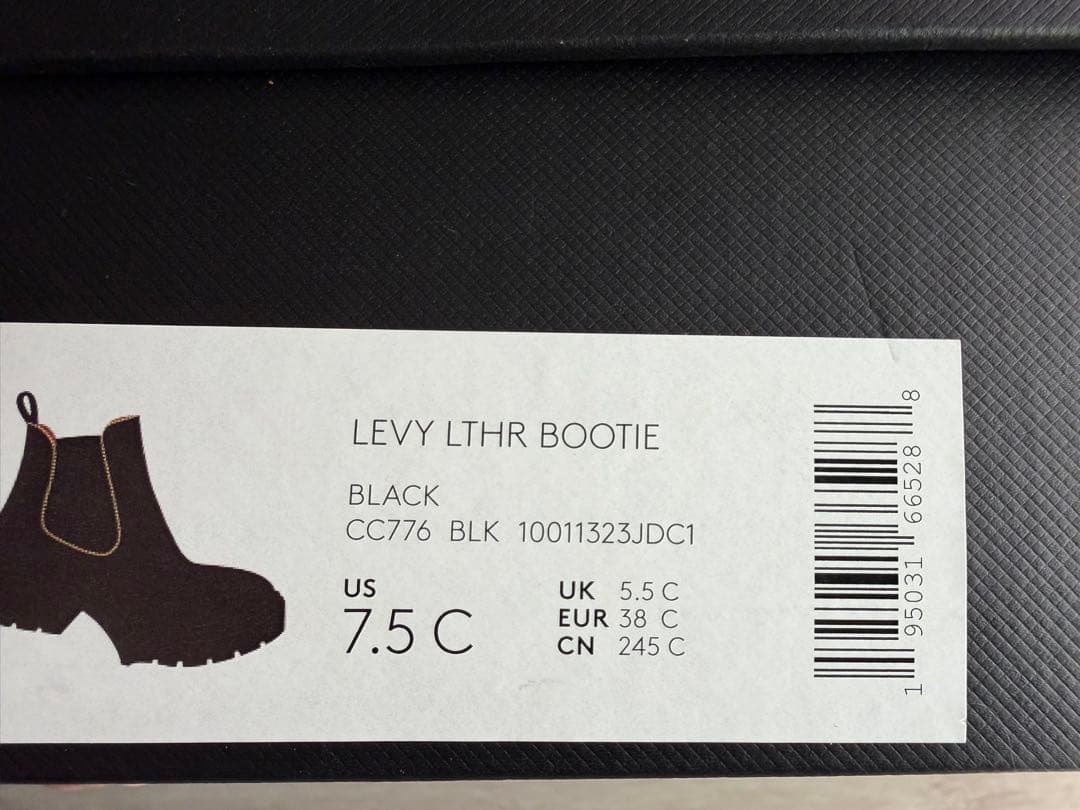 LEVY LTHR BOOTIE
BLACK
CC776 BLK 10011323JDC1
US
7.5 C
UK 5.5 C
EUR 38 C
CN 245 C
1 95031 66528 8